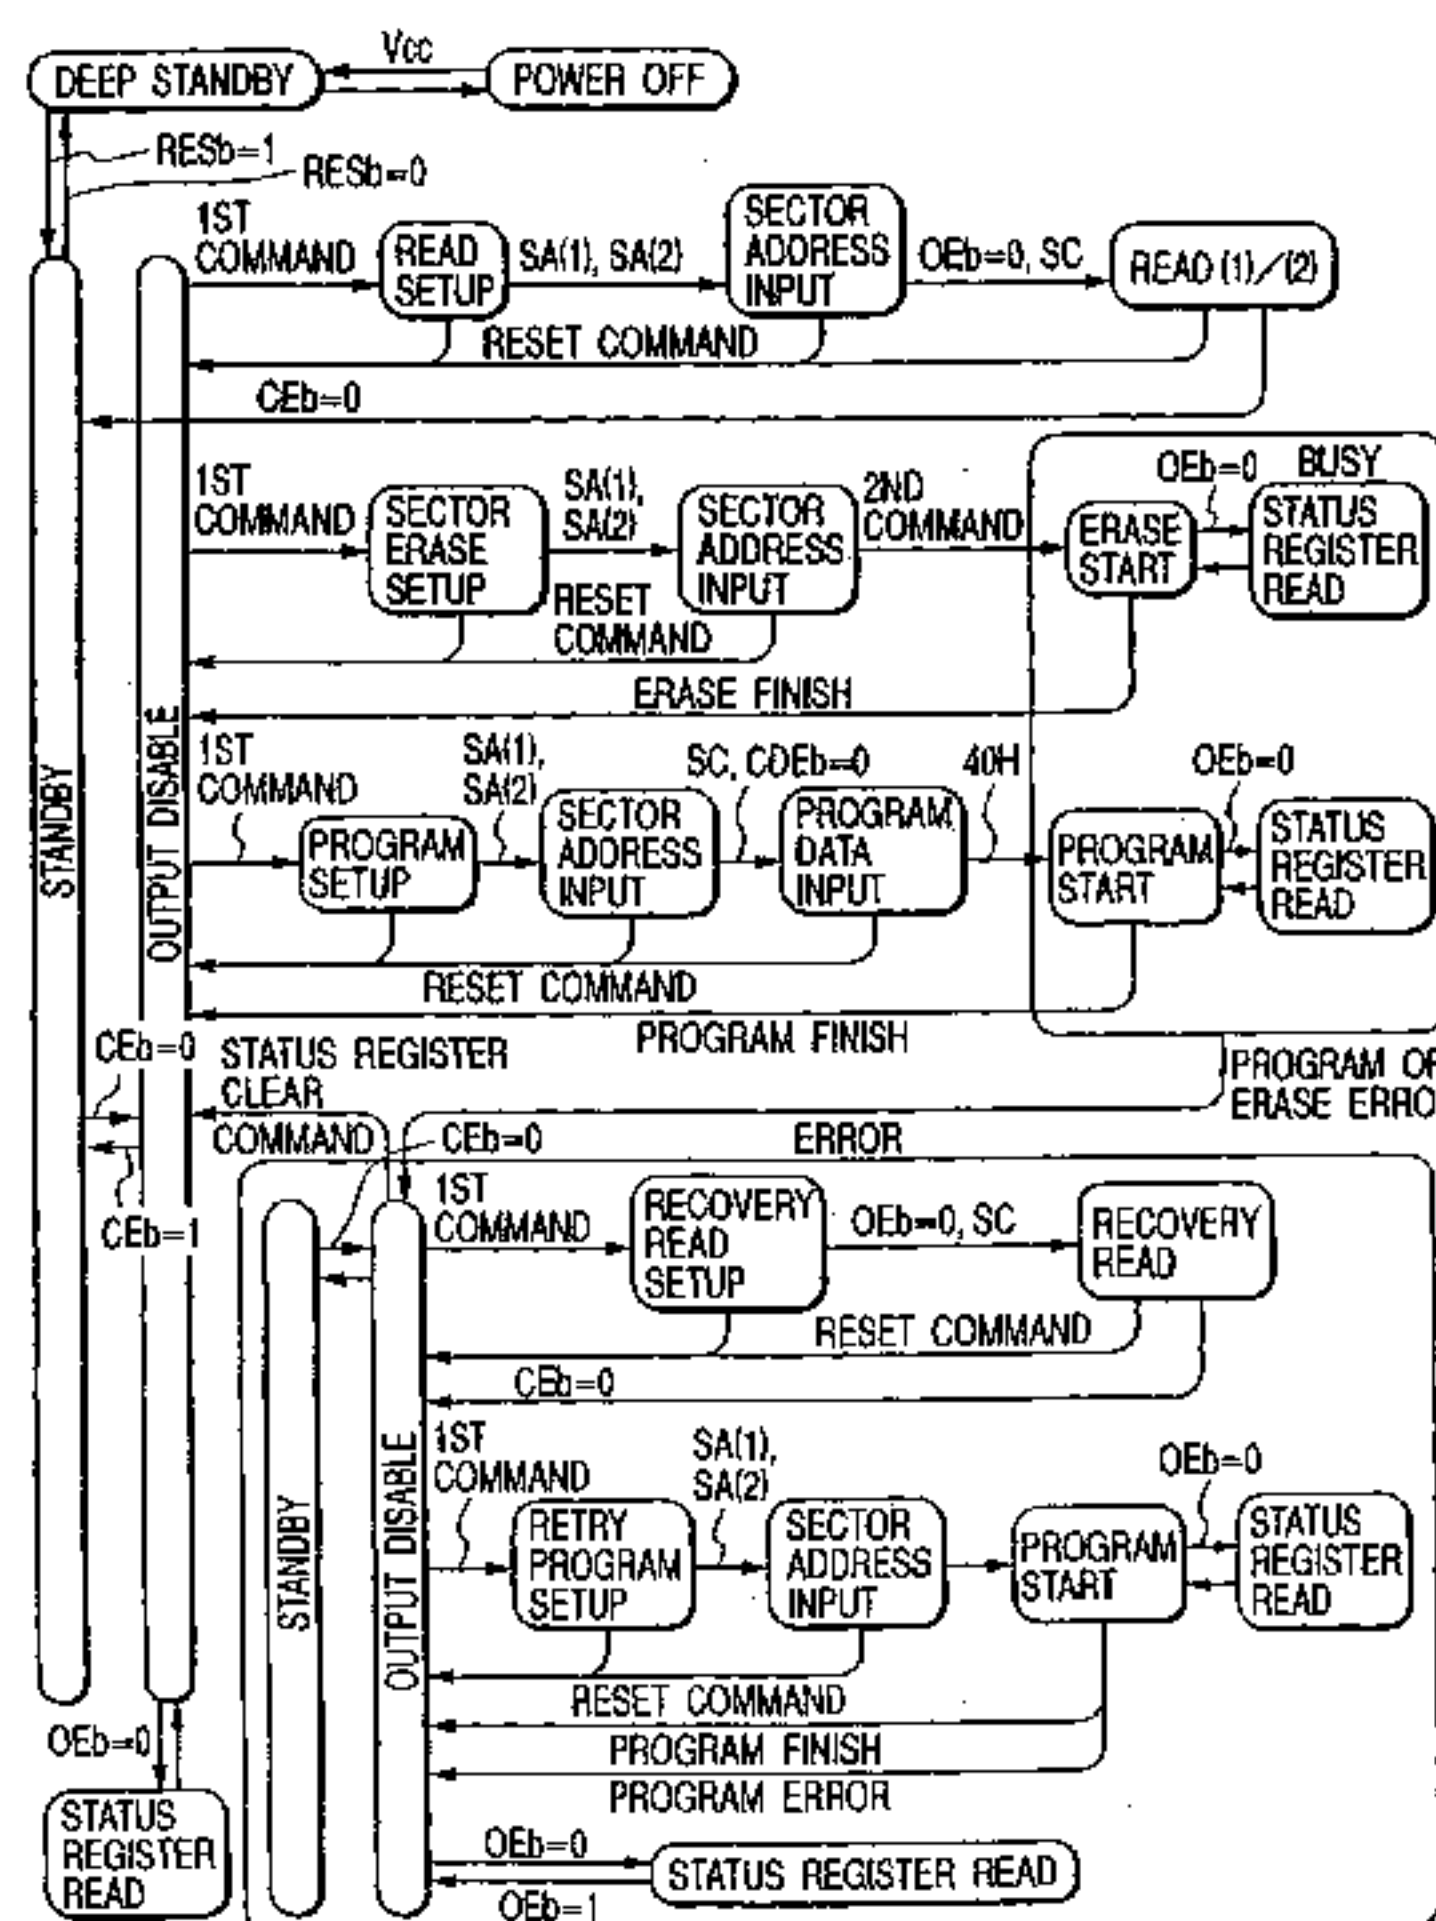 Vcc
DEEP STANDBY
POWER OFF
RESb=1
RESb=0
1ST
COMMAND
READ
SETUP
SA(1), SA(2)
SECTOR
ADDRESS
INPUT
OEb=0, SC
READ (1)/(2)
RESET COMMAND
CEb=0
1ST
COMMAND
SECTOR
ERASE
SETUP
SA(1),
SA(2)
SECTOR
ADDRESS
INPUT
2ND
COMMAND
ERASE
START
OEb=0
BUSY
STATUS
REGISTER
READ
RESET
COMMAND
ERASE FINISH
STANDBY
OUTPUT DISABLE
1ST
COMMAND
PROGRAM
SETUP
SA(1),
SA(2)
SECTOR
ADDRESS
INPUT
SC, CDEb=0
PROGRAM
DATA
INPUT
40H
PROGRAM
START
OEb=0
STATUS
REGISTER
READ
RESET COMMAND
PROGRAM FINISH
CEb=0
CEb=1
STATUS REGISTER
CLEAR
COMMAND
PROGRAM OR
ERASE ERRO
ERROR
CEb=0
1ST
COMMAND
RECOVERY
READ
SETUP
OEb=0, SC
RECOVERY
READ
RESET COMMAND
CEb=0
STANDBY
OUTPUT DISABLE
1ST
COMMAND
RETRY
PROGRAM
SETUP
SA(1),
SA(2)
SECTOR
ADDRESS
INPUT
PROGRAM
START
OEb=0
STATUS
REGISTER
READ
RESET COMMAND
PROGRAM FINISH
PROGRAM ERROR
OEb=0
STATUS
REGISTER
READ
OEb=0
STATUS REGISTER READ
OEb=1